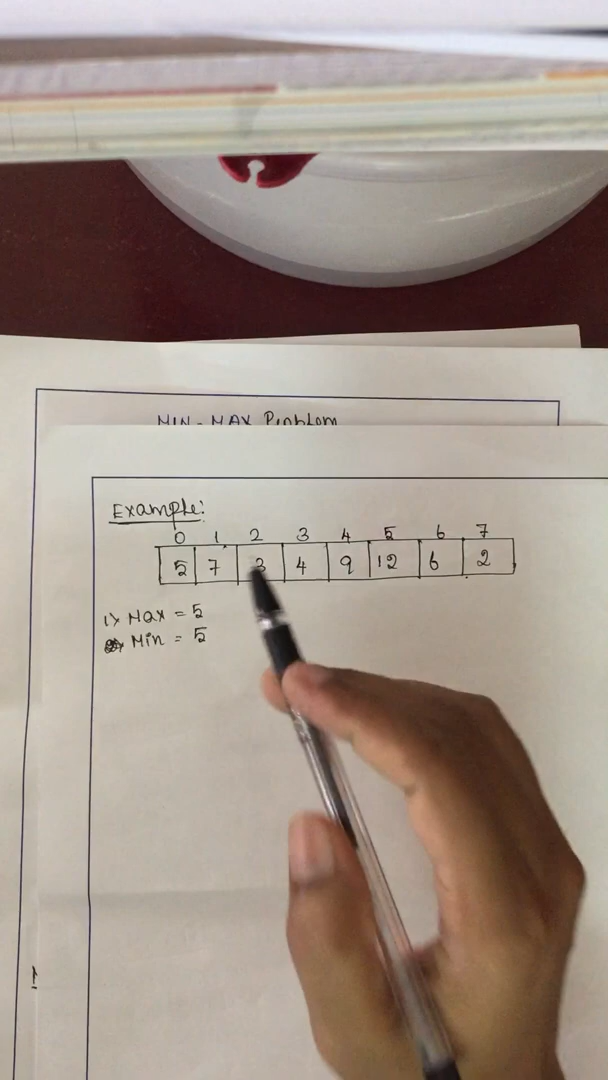 MIN - MAX Problem
Example:
0 1 2 3 4 5 6 7
5 7 3 4 9 12 6 2
1) Max = 5
Min = 5